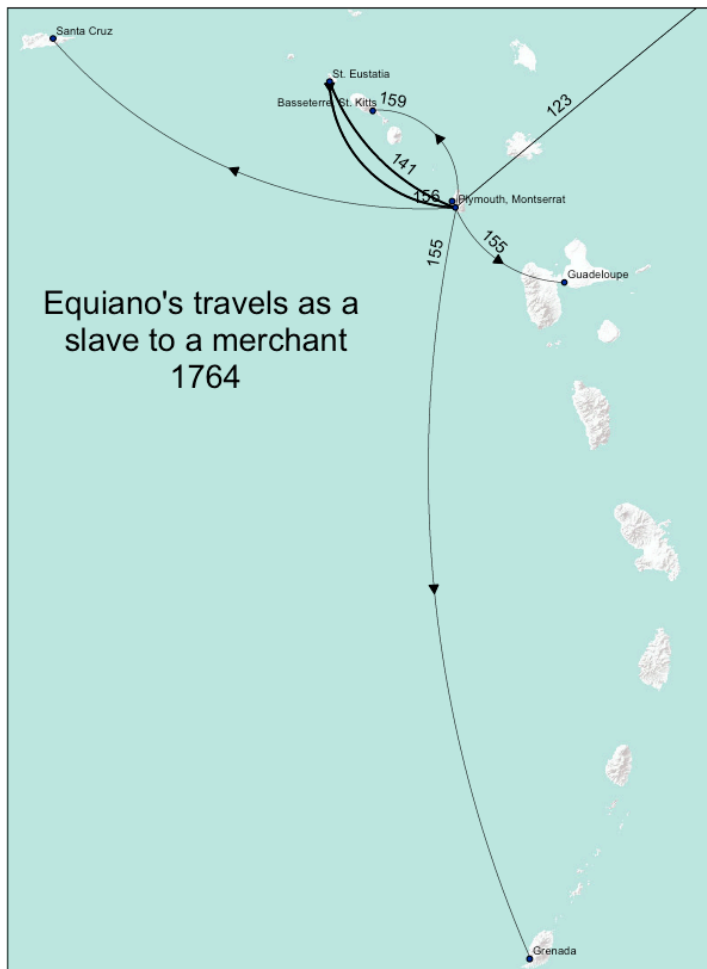 Santa Cruz
St. Eustatia
Basseterre, St. Kitts
159
123
141
156
Plymouth, Montserrat
155
155
Guadeloupe
Equiano's travels as a
slave to a merchant
1764
Grenada